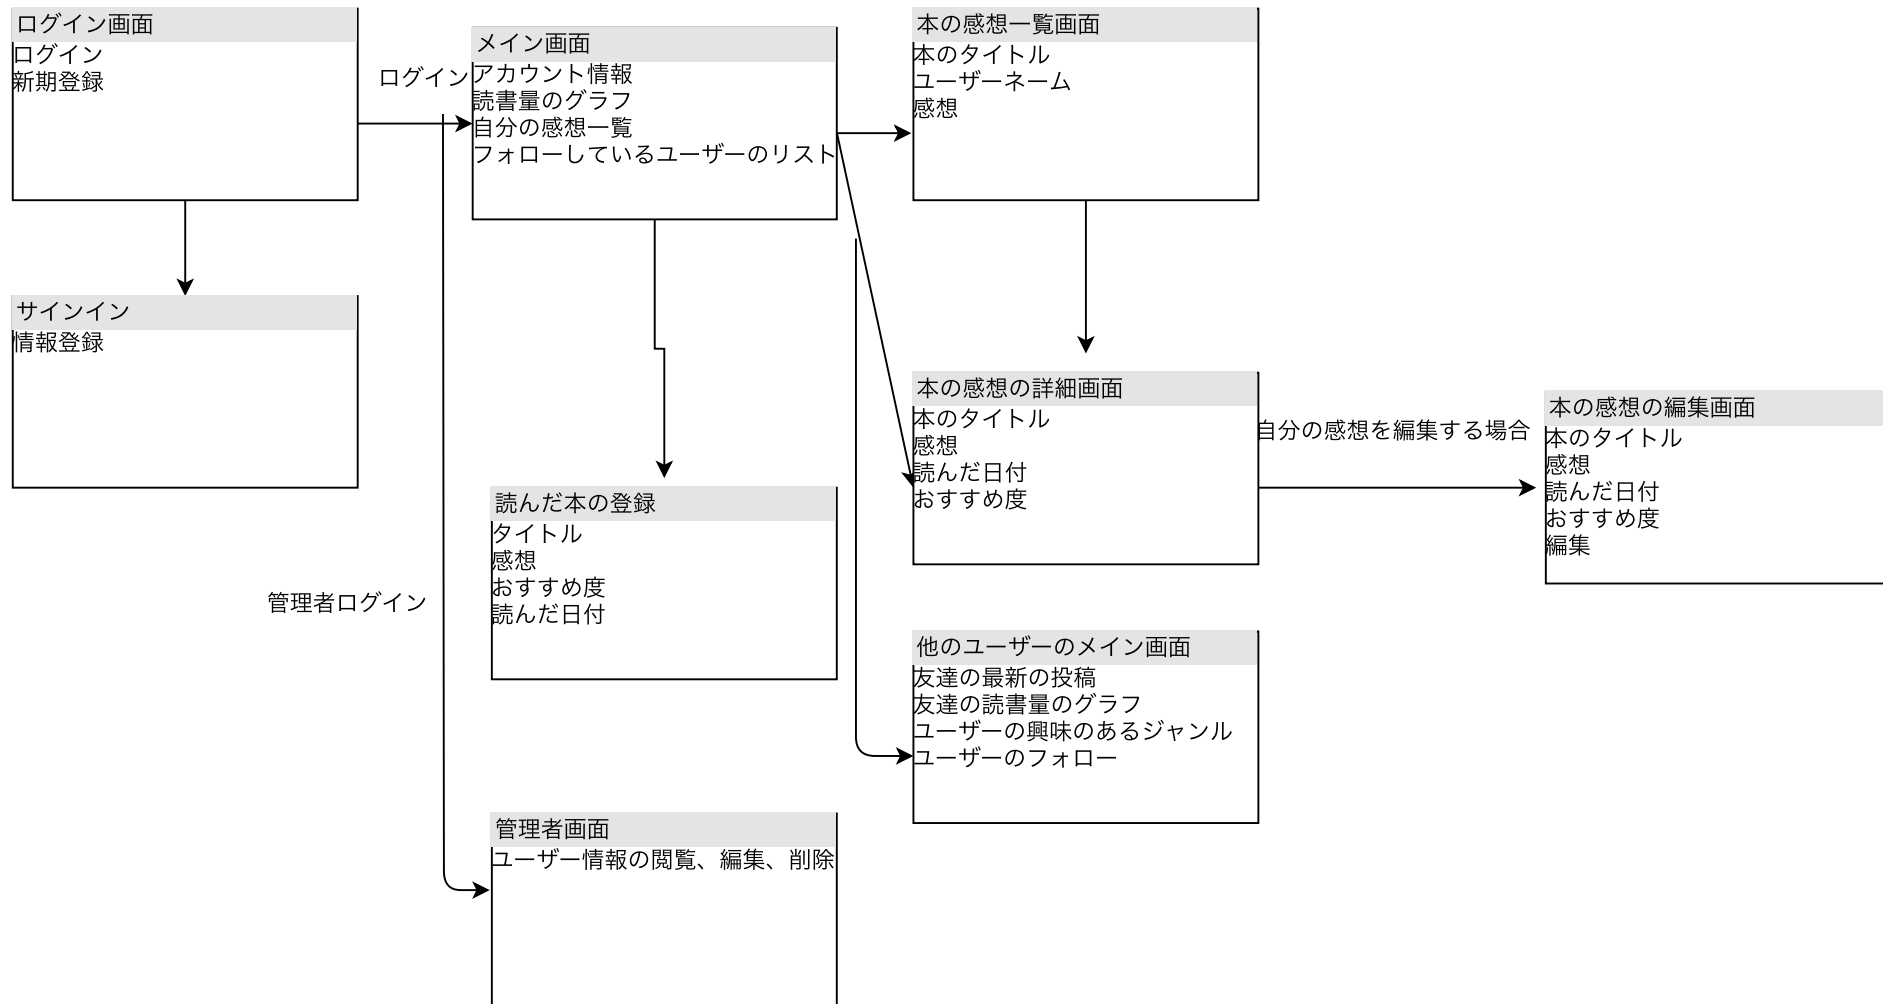 ログイン画面
ログイン
新期登録
ログイン
メイン画面
アカウント情報
読書量のグラフ
自分の感想一覧
フォローしているユーザーのリスト
本の感想一覧画面
本のタイトル
ユーザーネーム
感想
サインイン
情報登録
読んだ本の登録
タイトル
感想
おすすめ度
読んだ日付
本の感想の詳細画面
本のタイトル
感想
読んだ日付
おすすめ度
自分の感想を編集する場合
本の感想の編集画面
本のタイトル
感想
読んだ日付
おすすめ度
編集
管理者ログイン
他のユーザーのメイン画面
友達の最新の投稿
友達の読書量のグラフ
ユーザーの興味のあるジャンル
ユーザーのフォロー
管理者画面
ユーザー情報の閲覧、編集、削除